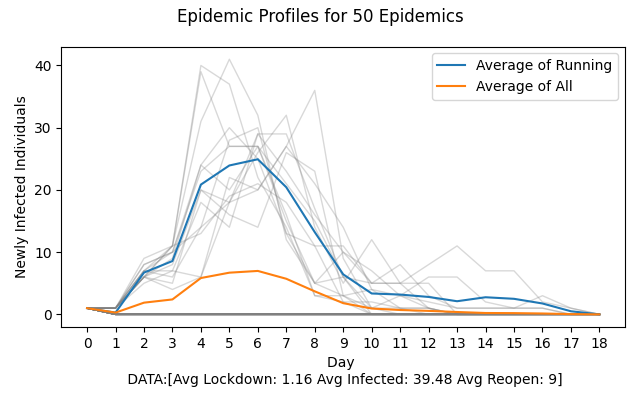 Epidemic Profiles for 50 Epidemics
Newly Infected Individuals
40
30
20
10
0
Average of Running
Average of All
0 1 2 3 4 5 6 7 8 9 10 11 12 13 14 15 16 17 18
Day
DATA:[Avg Lockdown: 1.16 Avg Infected: 39.48 Avg Reopen: 9]